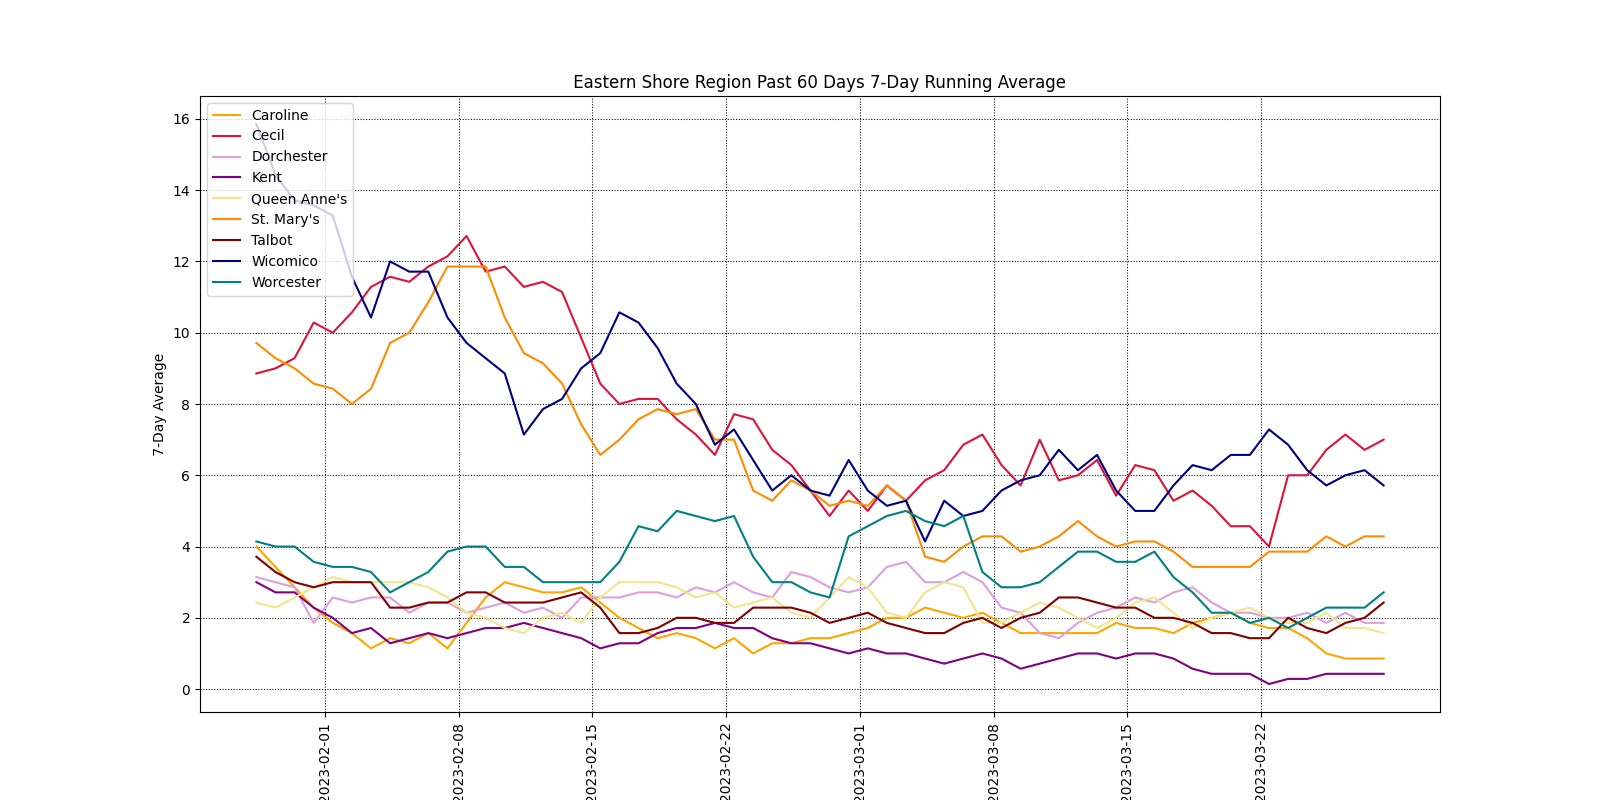 Eastern Shore Region Past 60 Days 7-Day Running Average
Caroline
Cecil
Dorchester
Kent
Queen Anne's
St. Mary's
Talbot
Wicomico
Worcester
7-Day Average
16
14
12
10
8
6
4
2
0
2023-02-01
2023-02-08
2023-02-15
2023-02-22
2023-03-01
2023-03-08
2023-03-15
2023-03-22